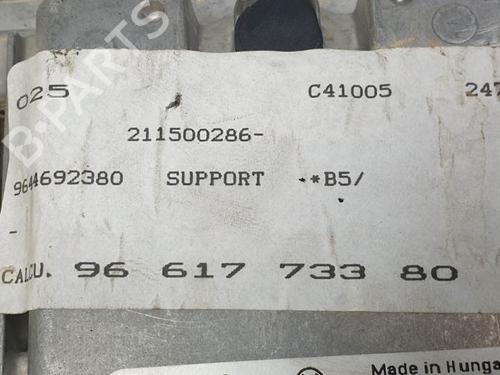 025 C41005 247
211500286-
9644692380 SUPPORT *B5/
-
CALCU. 96 617 733 80
Made in Hunga
B-PARTS